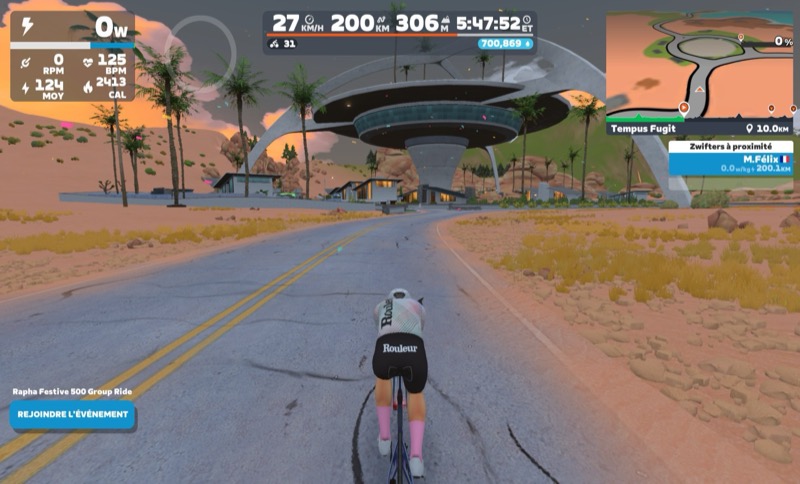 0w
0 RPM 125 BPM
124 MOY 2413 CAL
27 KM/H 200 KM 306 M 5:47:52 ET
31 700,869
0 %
Tempus Fugit 10.0KM
Zwifters à proximité
M.Félix
0.0 w/kg 200.1KM
Rouleur
Rouleur
Rapha Festive 500 Group Ride
REJOINDRE L'ÉVÉNEMENT